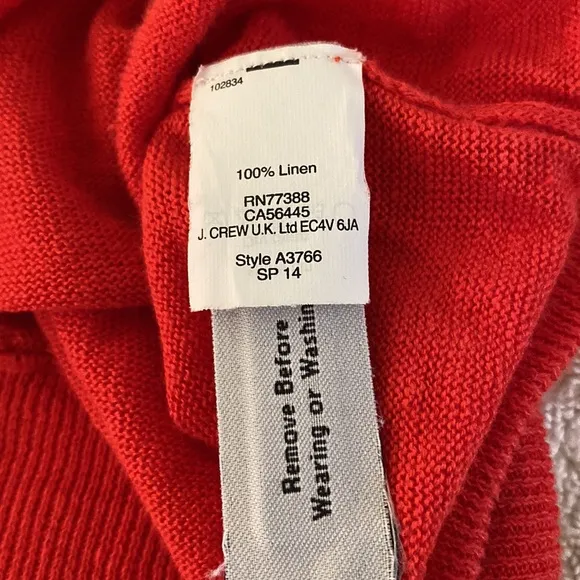 102834
100% Linen
RN77388
CA56445
J. CREW U.K. Ltd EC4V 6JA
Style A3766
SP 14
Remove Before
Wearing or Washin